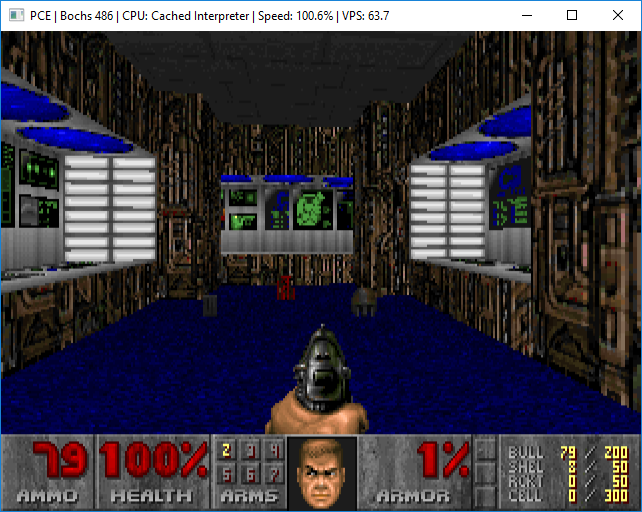 PCE | Bochs 486 | CPU: Cached Interpreter | Speed: 100.6% | VPS: 63.7
79 100% 2 3 4 1% BULL 79 / 200
SHEL 8 / 50
5 6 7 RCKT 0 / 50
AMMO HEALTH ARMS ARMOR CELL 0 / 300